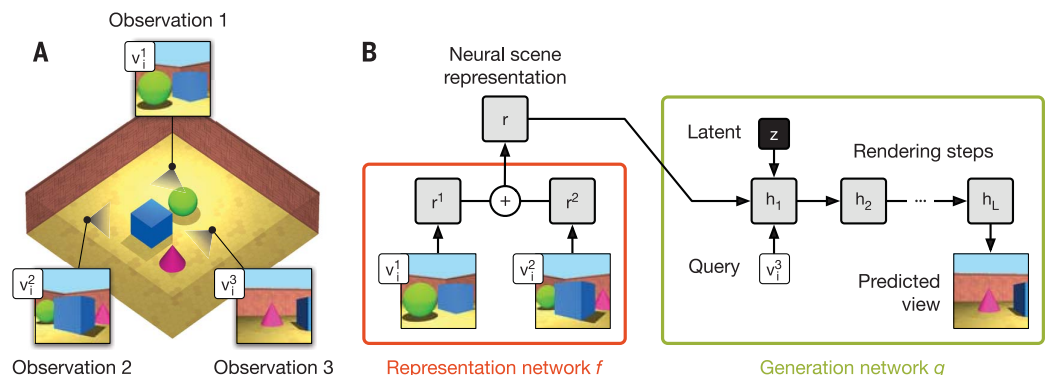 Observation 1
A
v_i^1
v_i^2
v_i^3
Observation 2
Observation 3
B
Neural scene
representation
r
r^1
+
r^2
v_i^1
v_i^2
Representation network f
Latent
z
Rendering steps
h_1
h_2
...
h_L
Query
v_i^3
Predicted
view
Generation network g